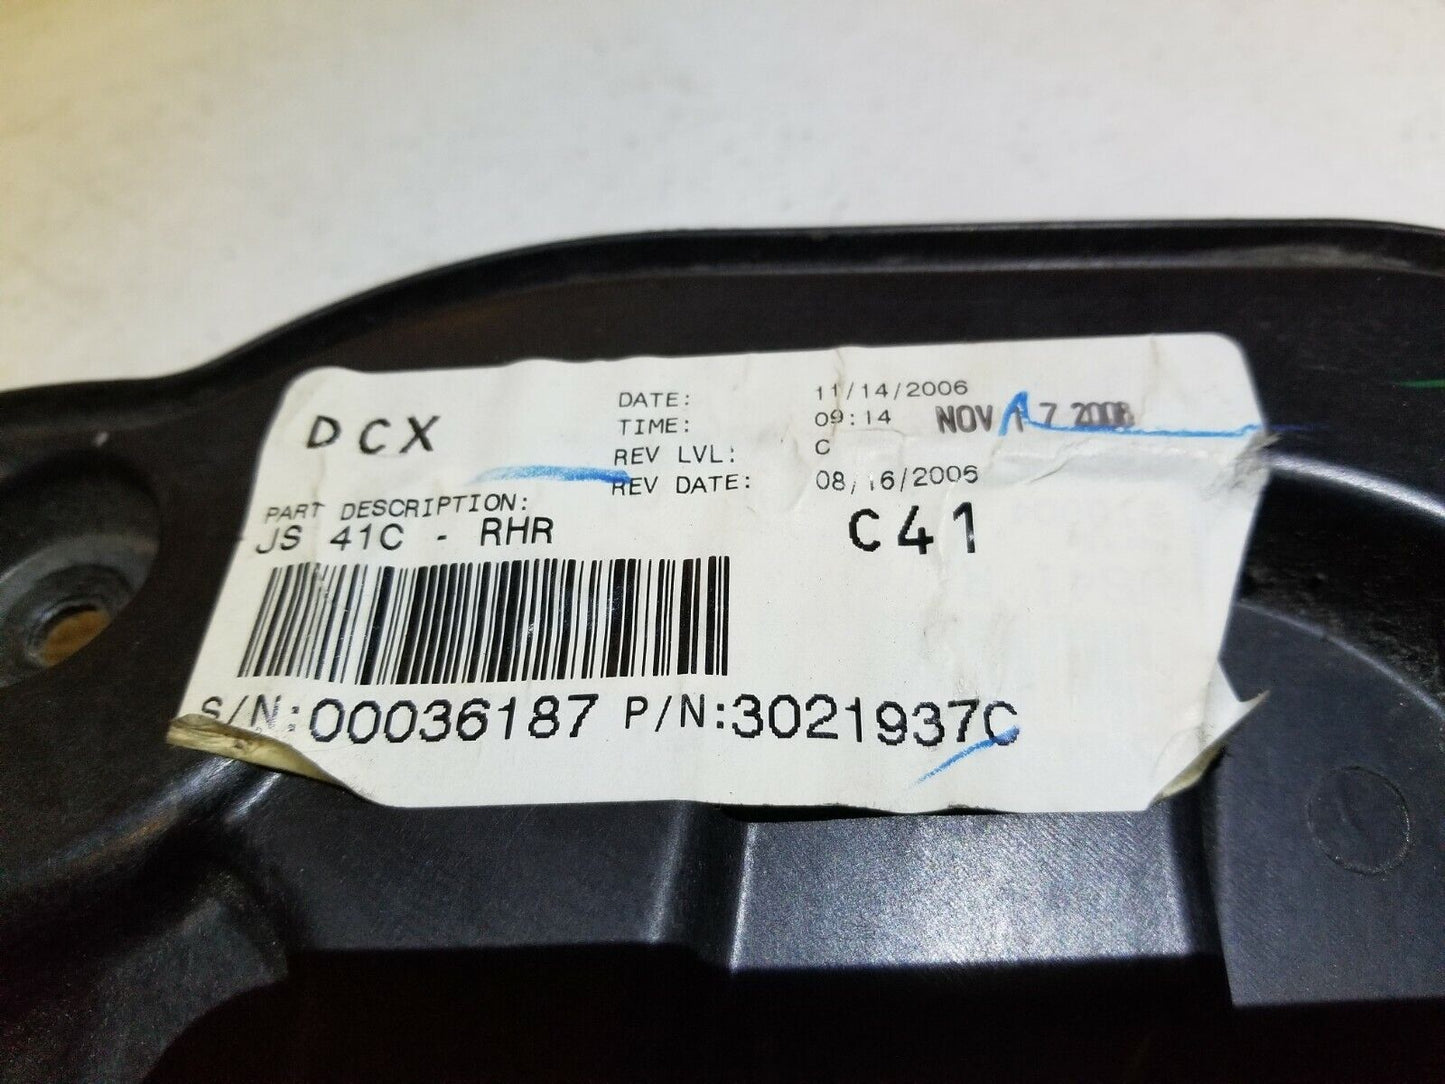 DCX
DATE: 11/14/2006
TIME: 09:14
REV LVL: C
REV DATE: 08/16/2006
NOV 17 2006
PART DESCRIPTION:
JS 41C - RHR
C41
S/N:00036187 P/N:3021937C